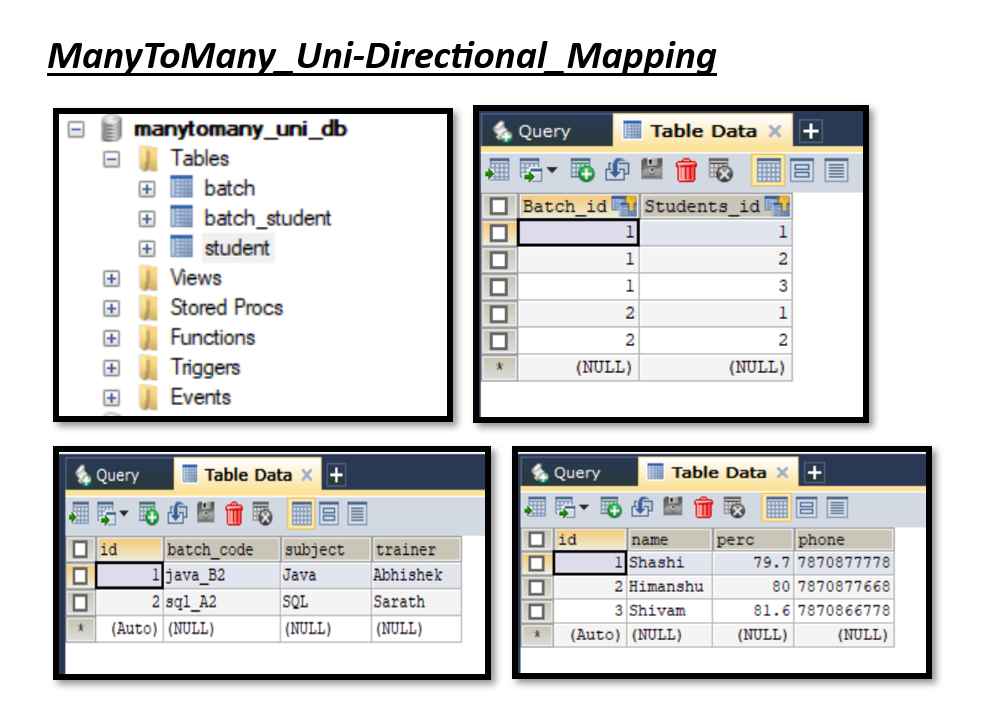 ManyToMany_Uni-Directional_Mapping
manytomany_uni_db
Tables
batch
batch_student
student
Views
Stored Procs
Functions
Triggers
Events
Query Table Data
Batch_id Students_id
1 1
1 2
1 3
2 1
2 2
* (NULL) (NULL)
Query Table Data
id batch_code subject trainer
1 java_B2 Java Abhishek
2 sql_A2 SQL Sarath
* (Auto) (NULL) (NULL) (NULL)
Query Table Data
id name perc phone
1 Shashi 79.7 7870877778
2 Himanshu 80 7870877668
3 Shivam 81.6 7870866778
* (Auto) (NULL) (NULL) (NULL)